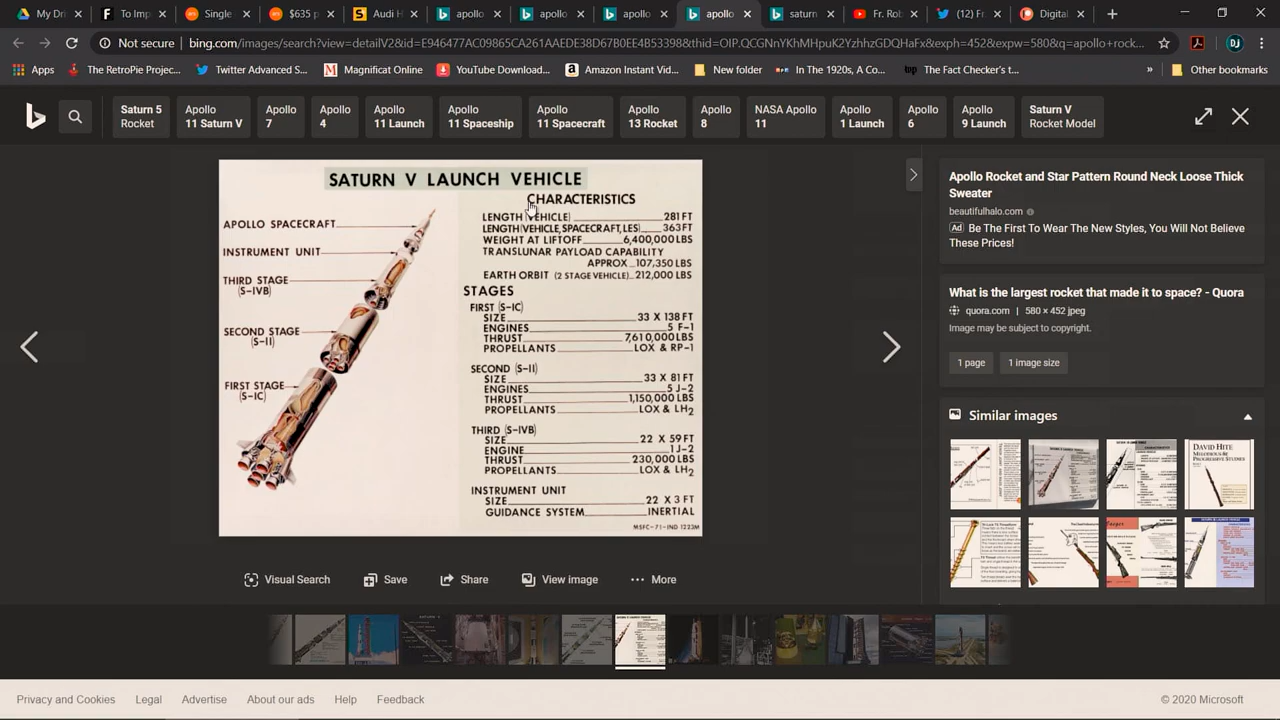 My Dri
To Imp
Single
$635 p
Audi H
apollo
apollo
apollo
apollo
saturn
Fr. Rob
(12) Fr
Digital
Not secure
bing.com/images/search?view=detailV2&id=E946477AC09865CA261AAEDE38D67B0EE4B53398&thid=OIP.QCGNnYKhMHpuK2YzhhzGDQHaFx&exph=452&expw=580&q=apollo+rock...
DJ
Apps
The RetroPie Projec...
Twitter Advanced S...
Magnificat Online
YouTube Download...
Amazon Instant Vid...
New folder
In The 1920s, A Co...
The Fact Checker's t...
»
Other bookmarks
Saturn 5
Rocket
Apollo
11 Saturn V
Apollo
7
Apollo
4
Apollo
11 Launch
Apollo
11 Spaceship
Apollo
11 Spacecraft
Apollo
13 Rocket
Apollo
8
NASA Apollo
11
Apollo
1 Launch
Apollo
6
Apollo
9 Launch
Saturn V
Rocket Model
SATURN V LAUNCH VEHICLE
APOLLO SPACECRAFT
INSTRUMENT UNIT
THIRD STAGE
(S-IVB)
SECOND STAGE
(S-II)
FIRST STAGE
(S-IC)
CHARACTERISTICS
LENGTH (VEHICLE) 281 FT
LENGTH (VEHICLE, SPACECRAFT, LES) 363 FT
WEIGHT AT LIFTOFF 6,400,000 LBS
TRANSLUNAR PAYLOAD CAPABILITY
APPROX 107,350 LBS
EARTH ORBIT (2 STAGE VEHICLE) 212,000 LBS
STAGES
FIRST (S-IC)
SIZE 33 X 138 FT
ENGINES 5 F-1
THRUST 7,610,000 LBS
PROPELLANTS LOX & RP-1
SECOND (S-II)
SIZE 33 X 81 FT
ENGINES 5 J-2
THRUST 1,150,000 LBS
PROPELLANTS LOX & LH2
THIRD (S-IVB)
SIZE 22 X 59 FT
ENGINE 1 J-2
THRUST 230,000 LBS
PROPELLANTS LOX & LH2
INSTRUMENT UNIT
SIZE 22 X 3 FT
GUIDANCE SYSTEM INERTIAL
MSFC-71-IND 1223M
Visual Search
Save
Share
View image
More
Apollo Rocket and Star Pattern Round Neck Loose Thick
Sweater
beautifulhalo.com
Ad Be The First To Wear The New Styles, You Will Not Believe
These Prices!
What is the largest rocket that made it to space? - Quora
quora.com | 580 × 452 jpeg
Image may be subject to copyright.
1 page
1 image size
Similar images
DAVID HITE
Privacy and Cookies
Legal
Advertise
About our ads
Help
Feedback
© 2020 Microsoft